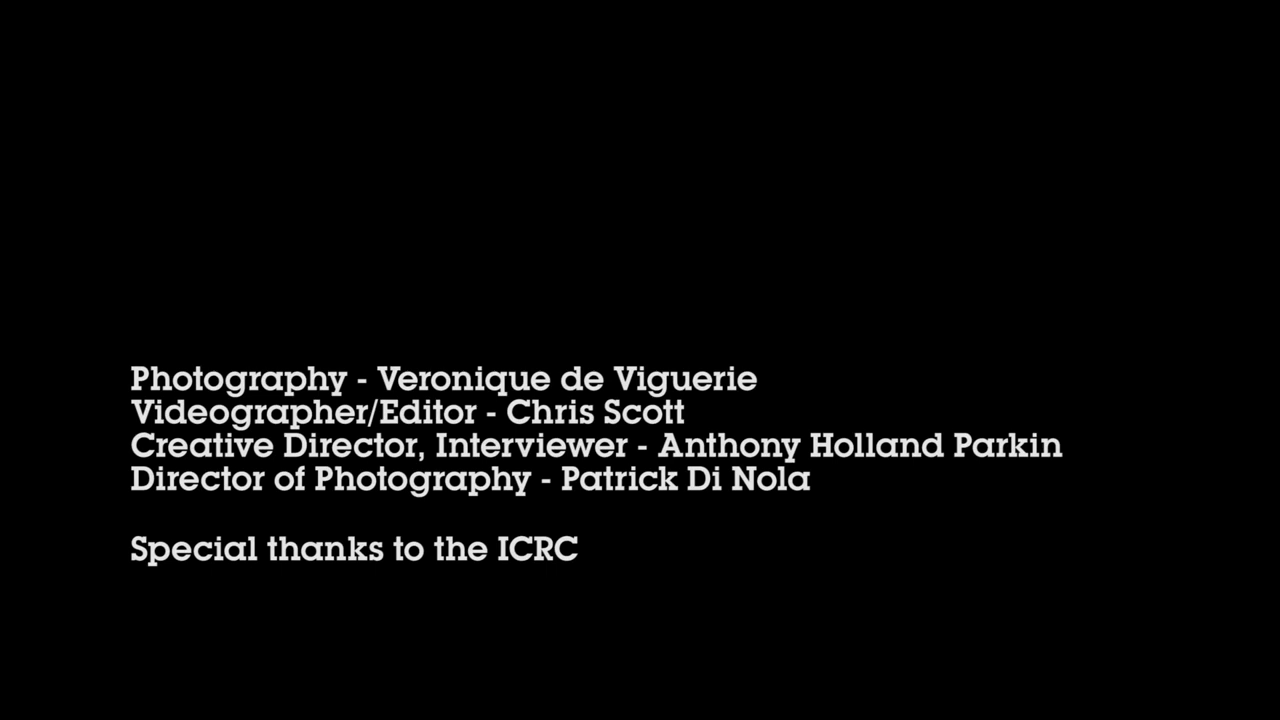 Photography - Veronique de Viguerie
Videographer/Editor - Chris Scott
Creative Director, Interviewer - Anthony Holland Parkin
Director of Photography - Patrick Di Nola
Special thanks to the ICRC